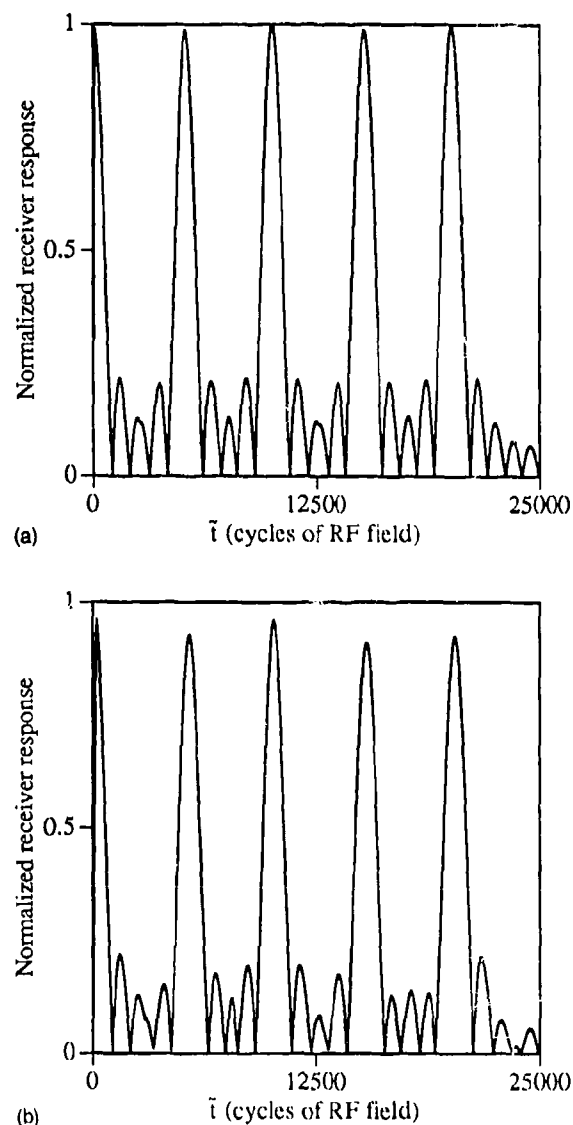 1
Normalized receiver response
0.5
0
0
12500
25000
(a)
t̃ (cycles of RF field)
1
Normalized receiver response
0.5
0
0
12500
25000
(b)
t̃ (cycles of RF field)